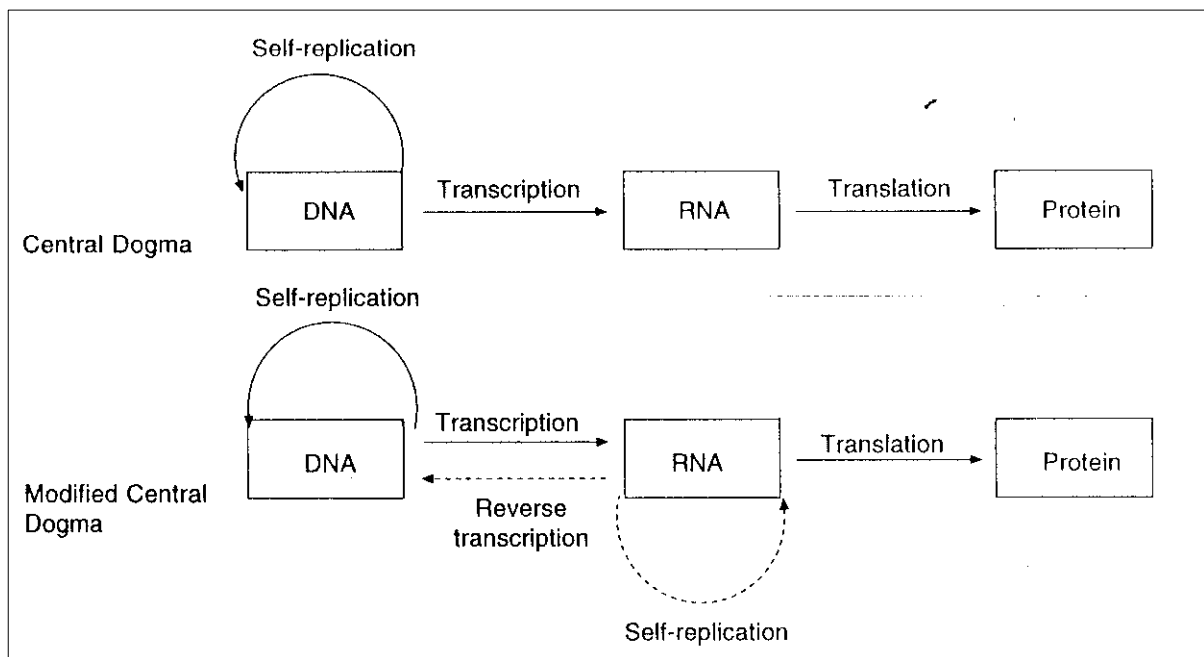 Self-replication
DNA
Transcription
RNA
Translation
Protein
Central Dogma
Self-replication
DNA
Transcription
Reverse
transcription
RNA
Translation
Protein
Modified Central
Dogma
Self-replication